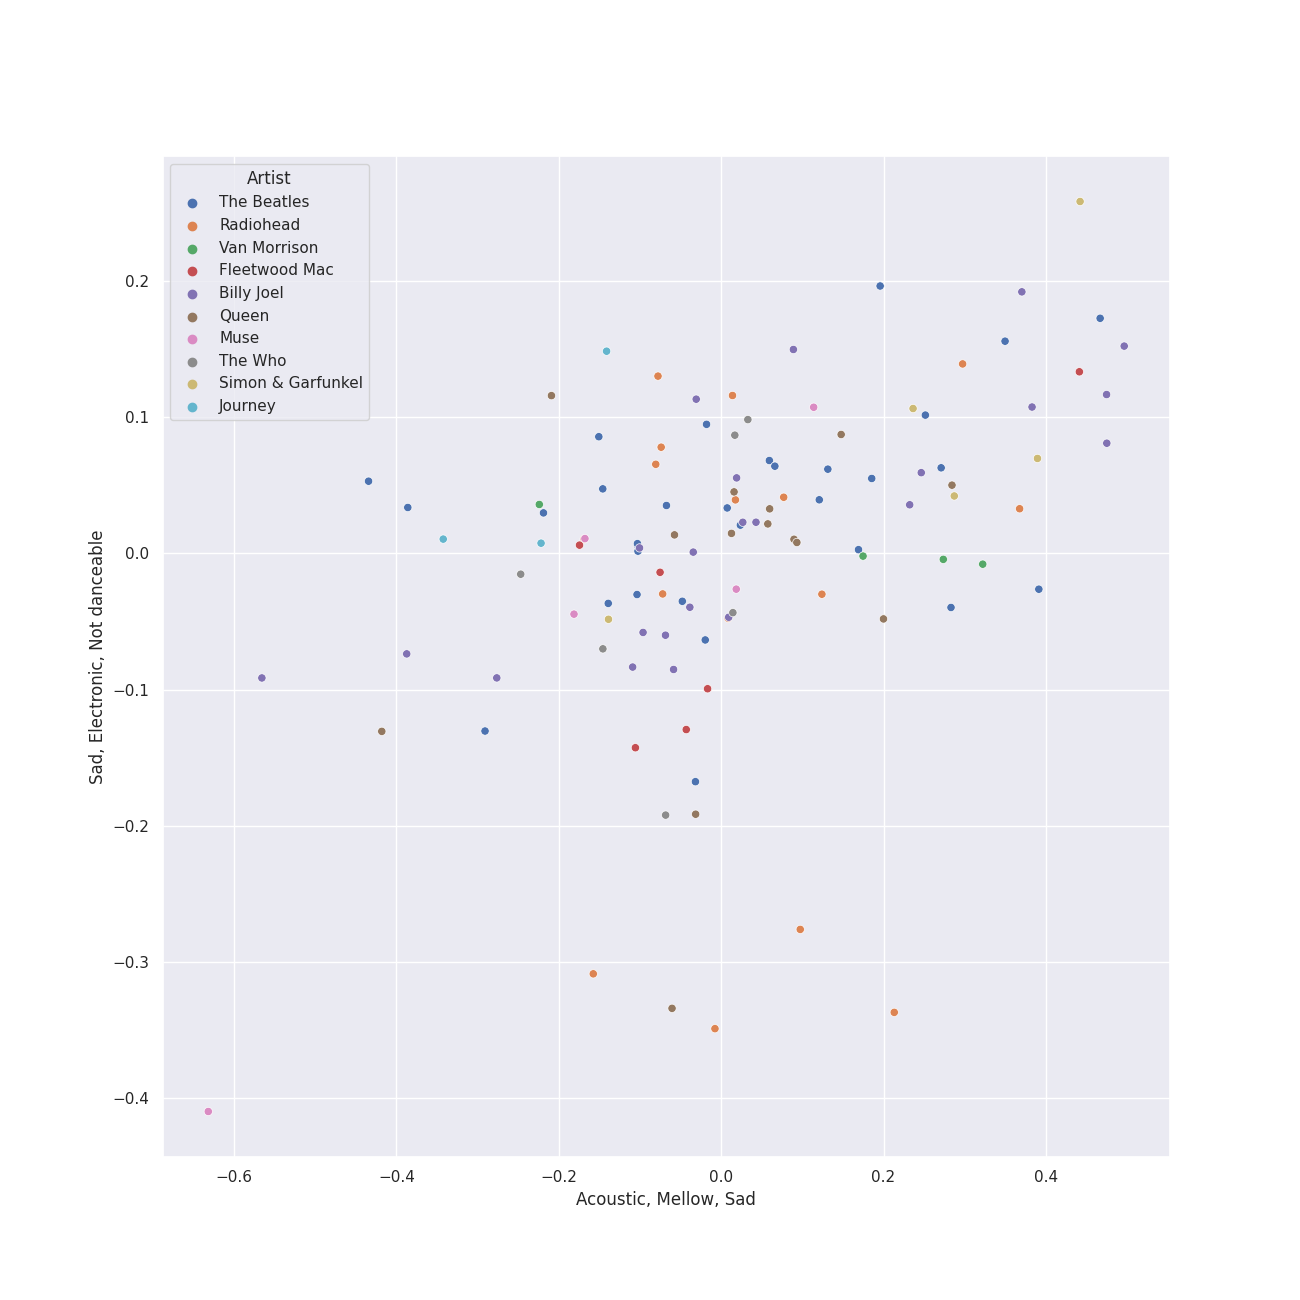 Artist
The Beatles
Radiohead
Van Morrison
Fleetwood Mac
Billy Joel
Queen
Muse
The Who
Simon & Garfunkel
Journey
0.2
0.1
0.0
−0.1
−0.2
−0.3
−0.4
Sad, Electronic, Not danceable
−0.6 −0.4 −0.2 0.0 0.2 0.4
Acoustic, Mellow, Sad